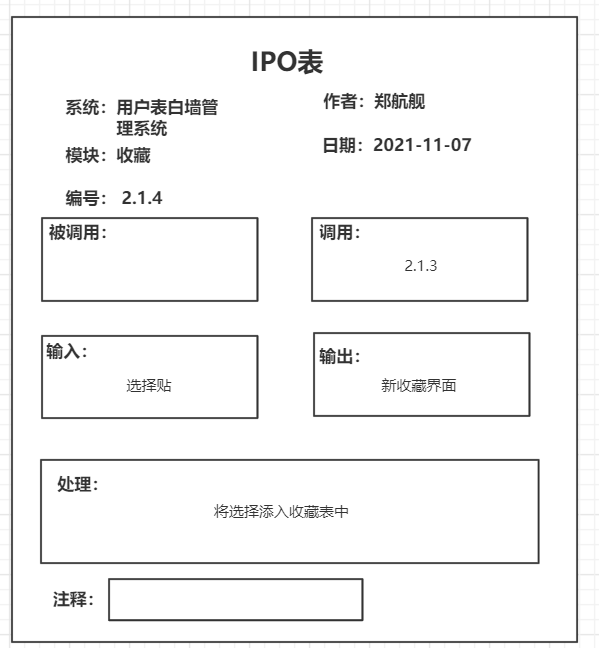 IPO表
系统：用户表白墙管
理系统
作者：郑航舰
模块：收藏
日期：2021-11-07
编号： 2.1.4
被调用：
调用：
2.1.3
输入：
选择贴
输出：
新收藏界面
处理：
将选择添入收藏表中
注释：